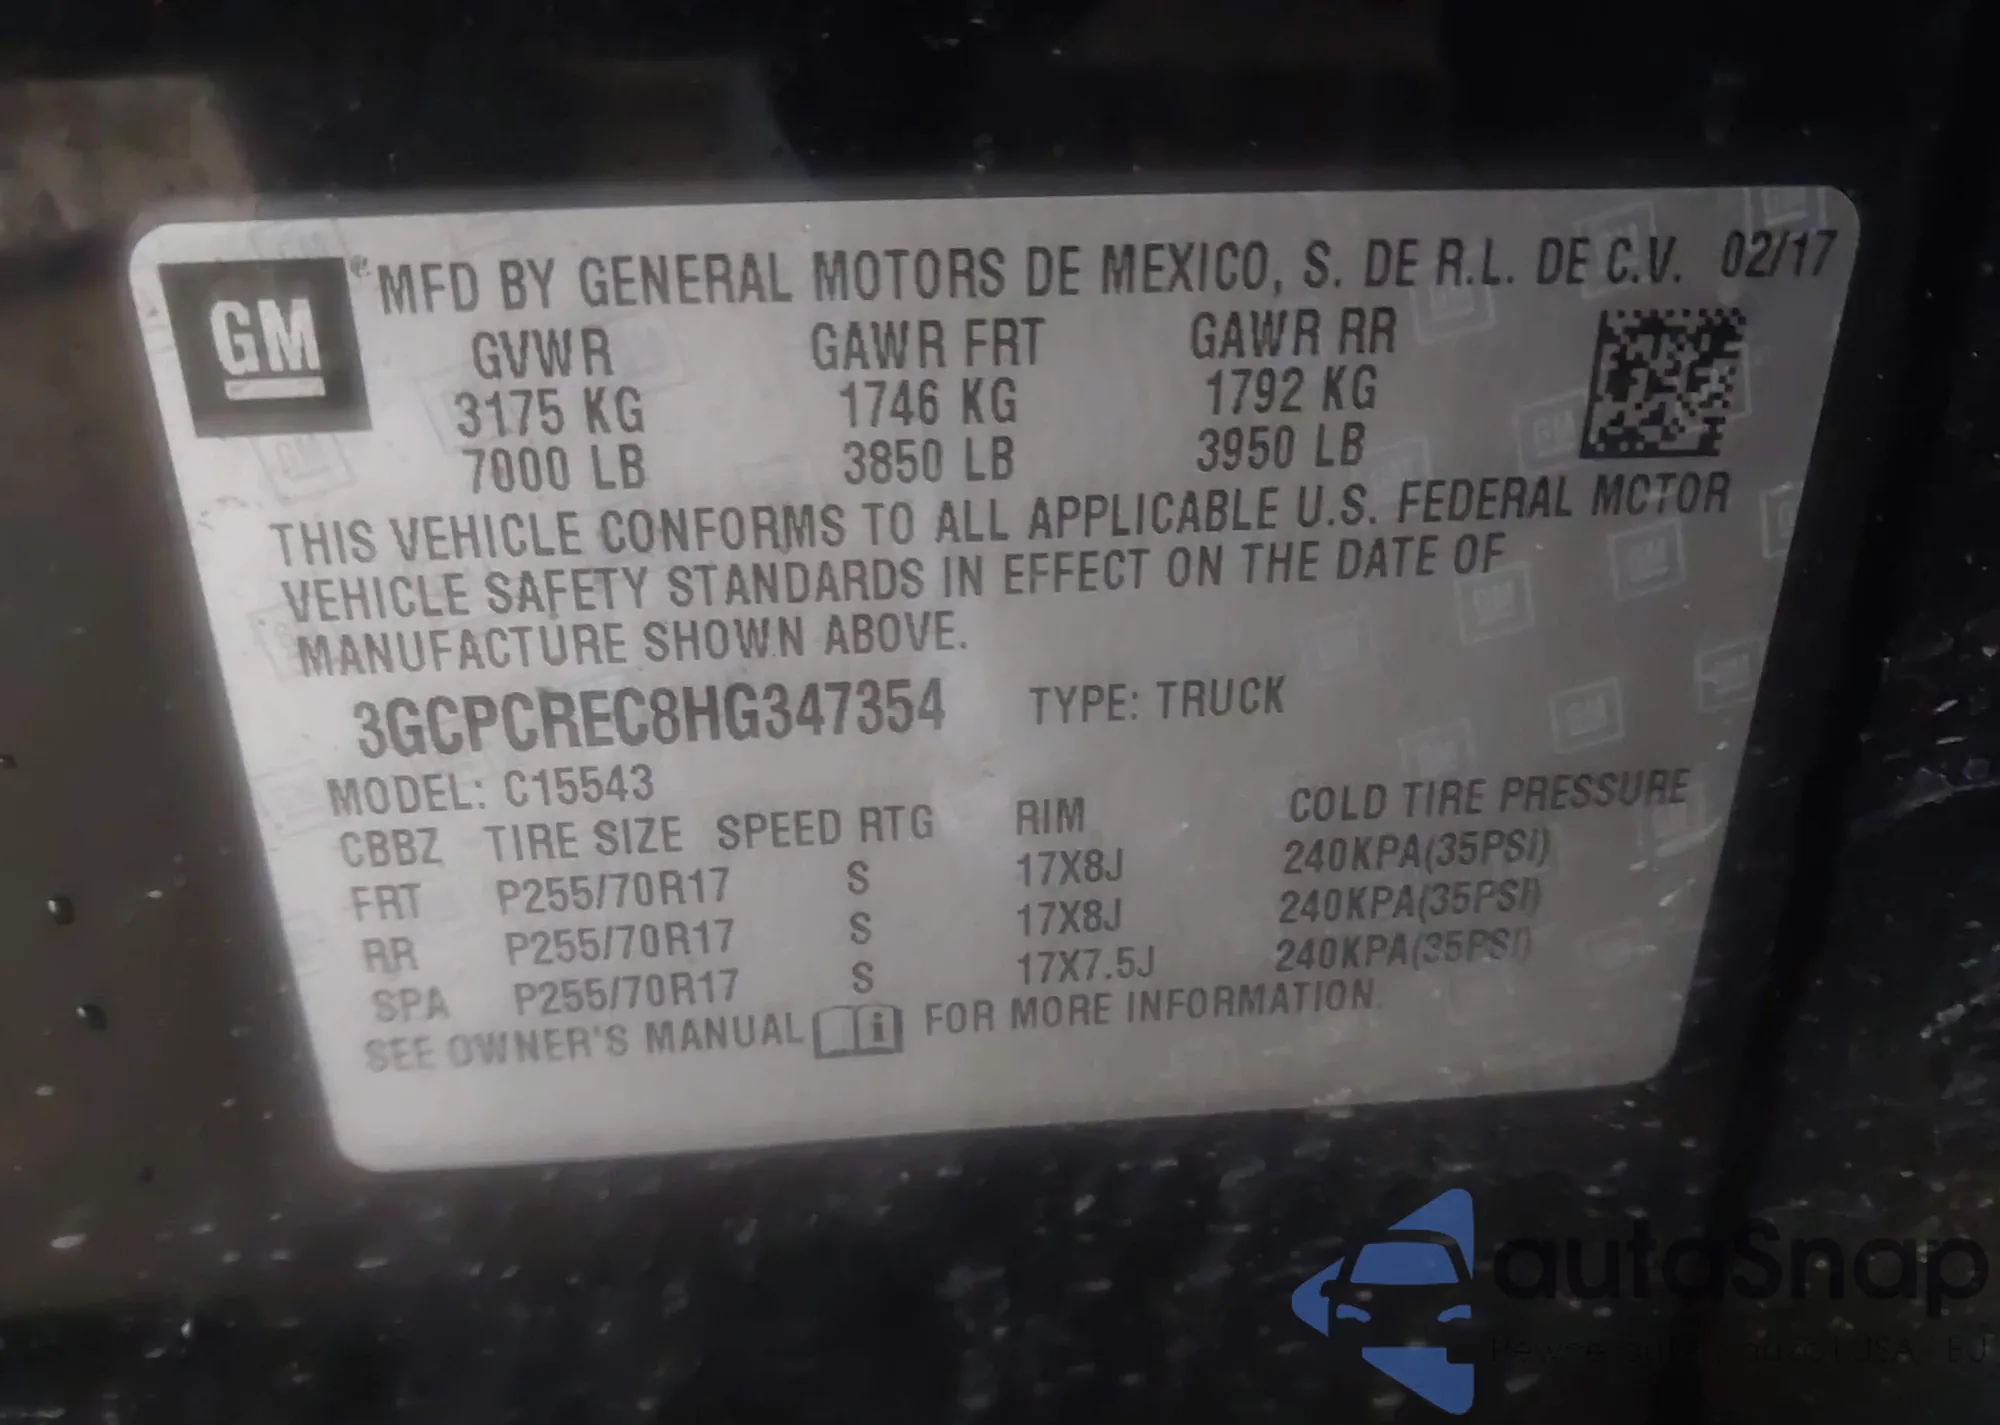 GM
® MFD BY GENERAL MOTORS DE MEXICO, S. DE R.L. DE C.V. 02/17
GVWR GAWR FRT GAWR RR
3175 KG 1746 KG 1792 KG
7000 LB 3850 LB 3950 LB
THIS VEHICLE CONFORMS TO ALL APPLICABLE U.S. FEDERAL MOTOR
VEHICLE SAFETY STANDARDS IN EFFECT ON THE DATE OF
MANUFACTURE SHOWN ABOVE.
3GCPCREC8HG347354 TYPE: TRUCK
MODEL: C15543
CBBZ TIRE SIZE SPEED RTG RIM COLD TIRE PRESSURE
FRT P255/70R17 S 17X8J 240KPA(35PSI)
RR P255/70R17 S 17X8J 240KPA(35PSI)
SPA P255/70R17 S 17X7.5J 240KPA(35PSI)
SEE OWNER'S MANUAL FOR MORE INFORMATION.
autoSnap